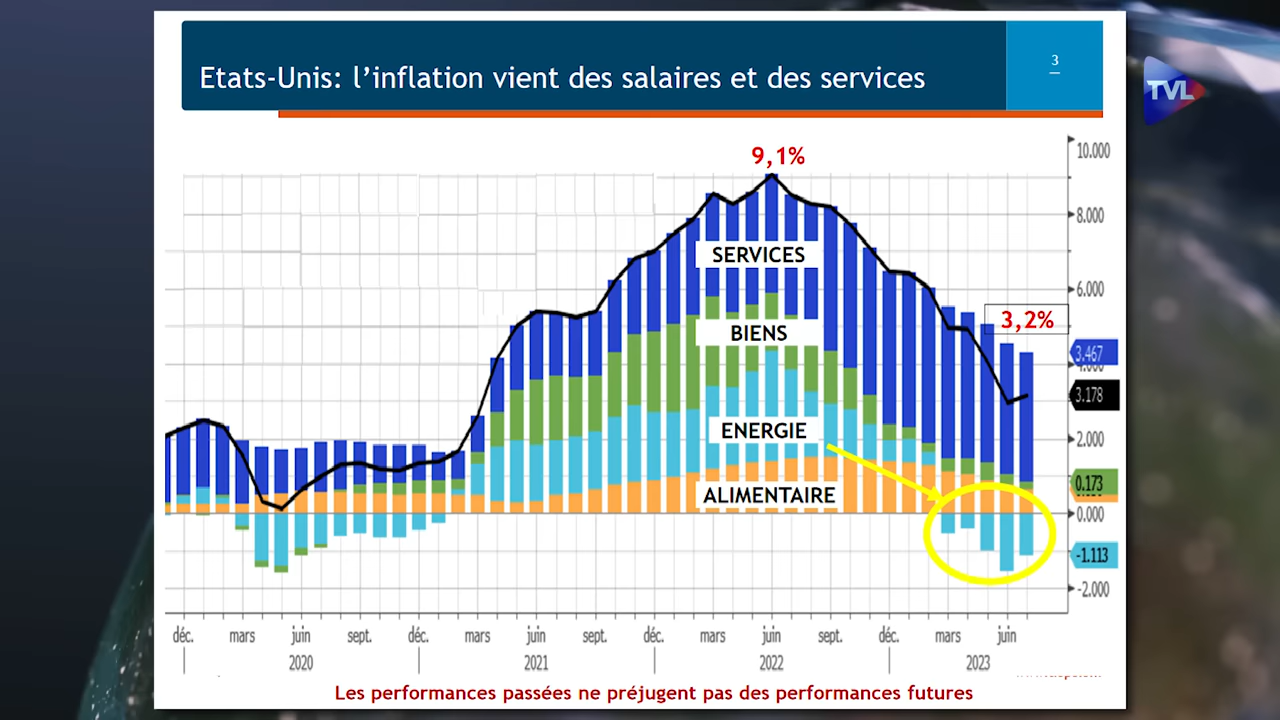 Etats-Unis: l'inflation vient des salaires et des services
3
TVL
9,1%
10.000
8.000
SERVICES
6.000
3,2%
BIENS
3.467
4.000
3.178
ENERGIE
2.000
ALIMENTAIRE
0.173
0.000
-1.113
-2.000
déc. mars juin sept. déc. mars juin sept. déc. mars juin sept. déc. mars juin
2020 2021 2022 2023
Les performances passées ne préjugent pas des performances futures